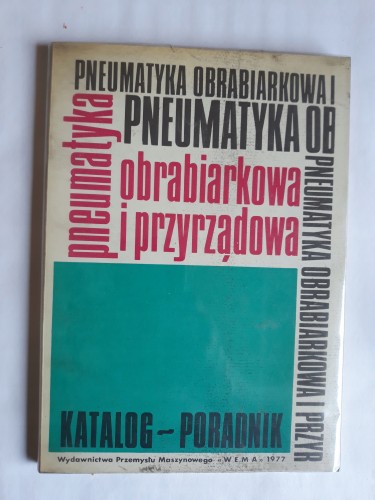 PNEUMATYKA OBRABIARKOWA I
PNEUMATYKA OB
pneumatyka
obrabiarkowa
i przyrządowa
PNEUMATYKA OBRABIARKOWA I PRZYR
KATALOG – PORADNIK
Wydawnictwa Przemysłu Maszynowego «WEMA» 1977